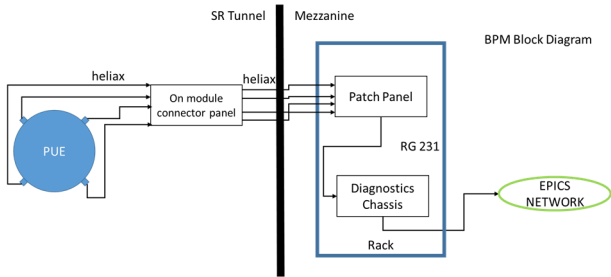 SR Tunnel
Mezzanine
BPM Block Diagram
heliax
heliax
On module
connector panel
Patch Panel
PUE
RG 231
Diagnostics
Chassis
EPICS
NETWORK
Rack